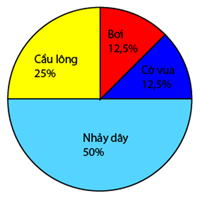 Cầu lông
25%
Bơi
12,5%
Cờ vua
12,5%
Nhảy dây
50%